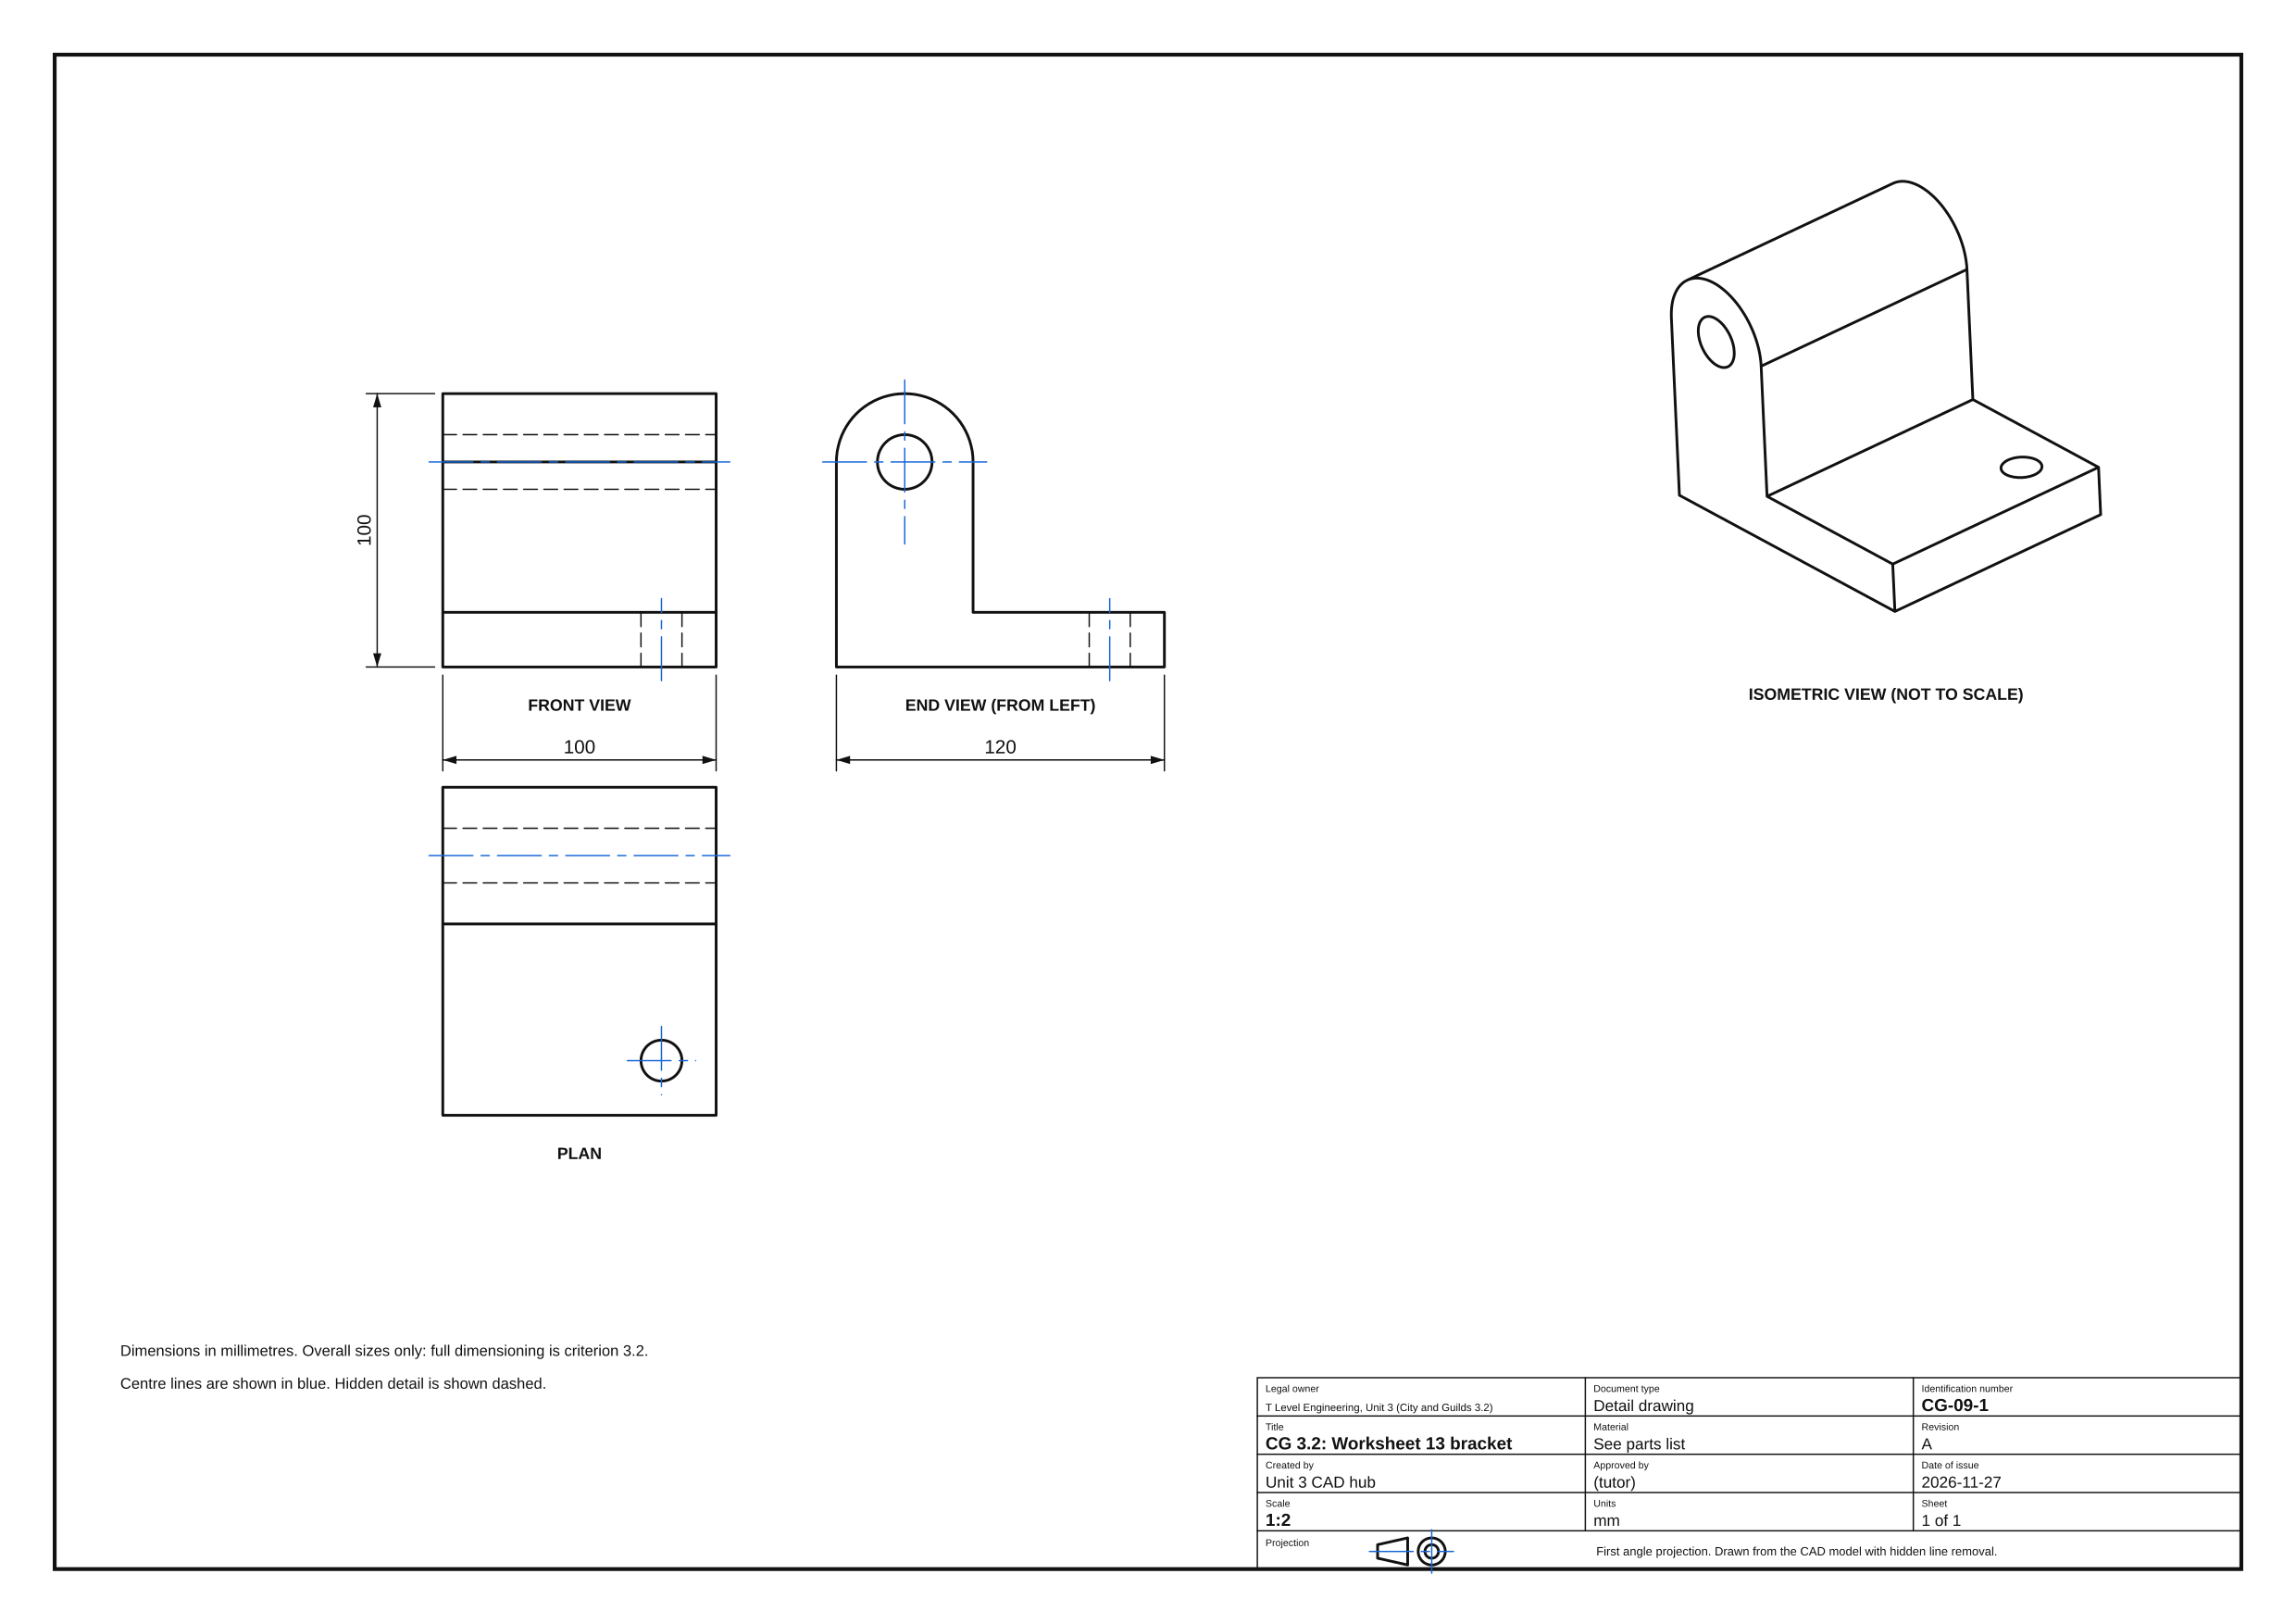 100
FRONT VIEW
END VIEW (FROM LEFT)
ISOMETRIC VIEW (NOT TO SCALE)
100
120
PLAN
Dimensions in millimetres. Overall sizes only: full dimensioning is criterion 3.2.
Centre lines are shown in blue. Hidden detail is shown dashed.
Legal owner
T Level Engineering, Unit 3 (City and Guilds 3.2)
Document type
Detail drawing
Identification number
CG-09-1
Title
CG 3.2: Worksheet 13 bracket
Material
See parts list
Revision
A
Created by
Unit 3 CAD hub
Approved by
(tutor)
Date of issue
2026-11-27
Scale
1:2
Units
mm
Sheet
1 of 1
Projection
First angle projection. Drawn from the CAD model with hidden line removal.